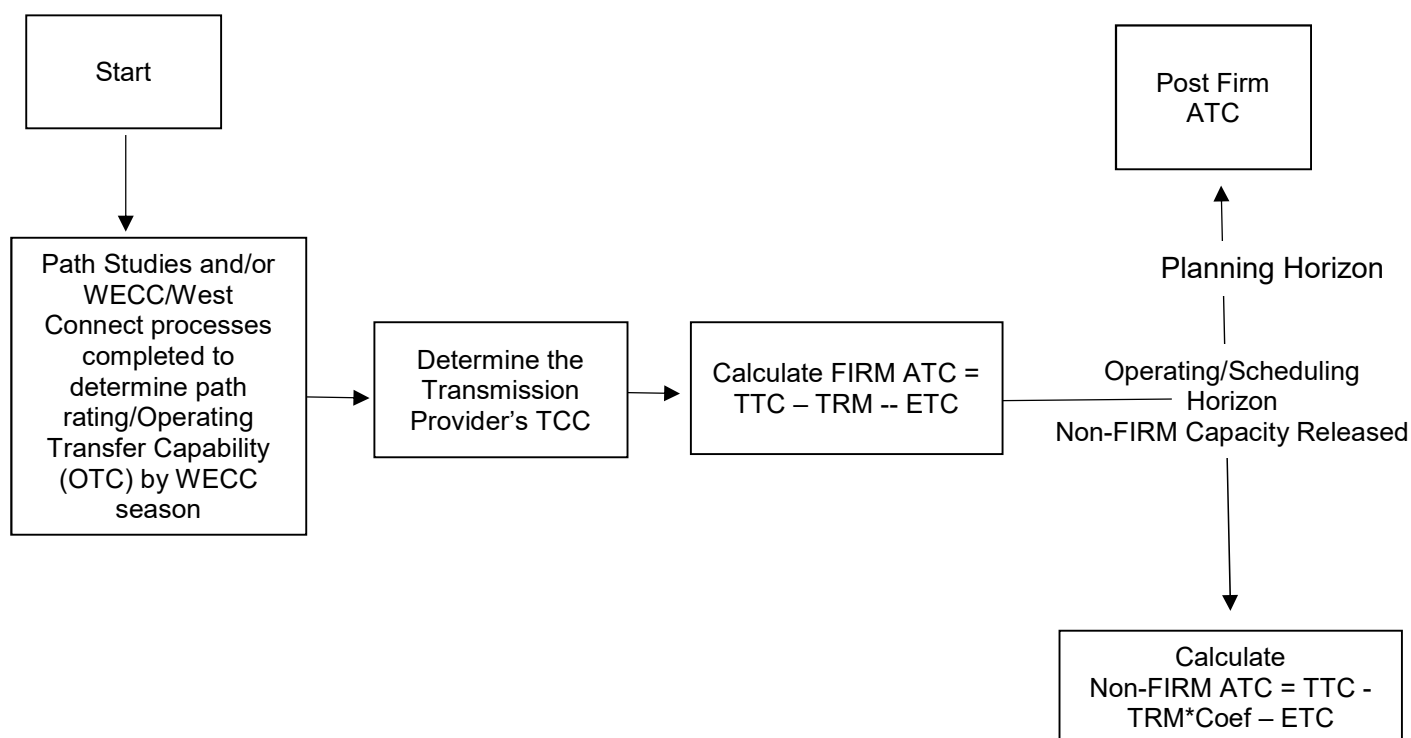 Start
Path Studies and/or
WECC/West
Connect processes
completed to
determine path
rating/Operating
Transfer Capability
(OTC) by WECC
season
Determine the
Transmission
Provider’s TCC
Calculate FIRM ATC =
TTC – TRM -- ETC
Post Firm
ATC
Planning Horizon
Operating/Scheduling
Horizon
Non-FIRM Capacity Released
Calculate
Non-FIRM ATC = TTC -
TRM*Coef – ETC